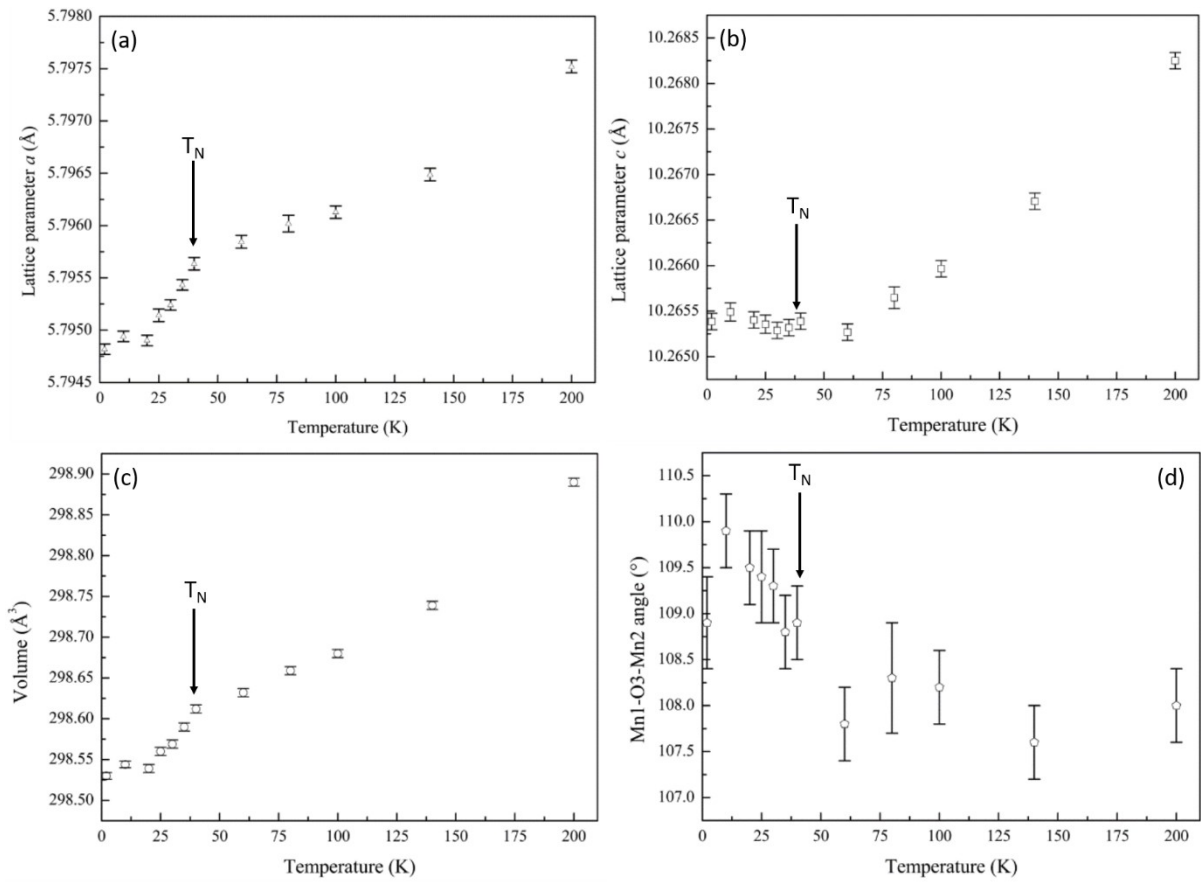 (a)
T_N
Lattice parameter a (Å)
5.7980
5.7975
5.7970
5.7965
5.7960
5.7955
5.7950
5.7945
0 25 50 75 100 125 150 175 200
Temperature (K)
(b)
T_N
Lattice parameter c (Å)
10.2685
10.2680
10.2675
10.2670
10.2665
10.2660
10.2655
10.2650
0 25 50 75 100 125 150 175 200
Temperature (K)
(c)
T_N
Volume (Å³)
298.90
298.85
298.80
298.75
298.70
298.65
298.60
298.55
298.50
0 25 50 75 100 125 150 175 200
Temperature (K)
(d)
T_N
Mn1-O3-Mn2 angle (°)
110.5
110.0
109.5
109.0
108.5
108.0
107.5
107.0
0 25 50 75 100 125 150 175 200
Temperature (K)